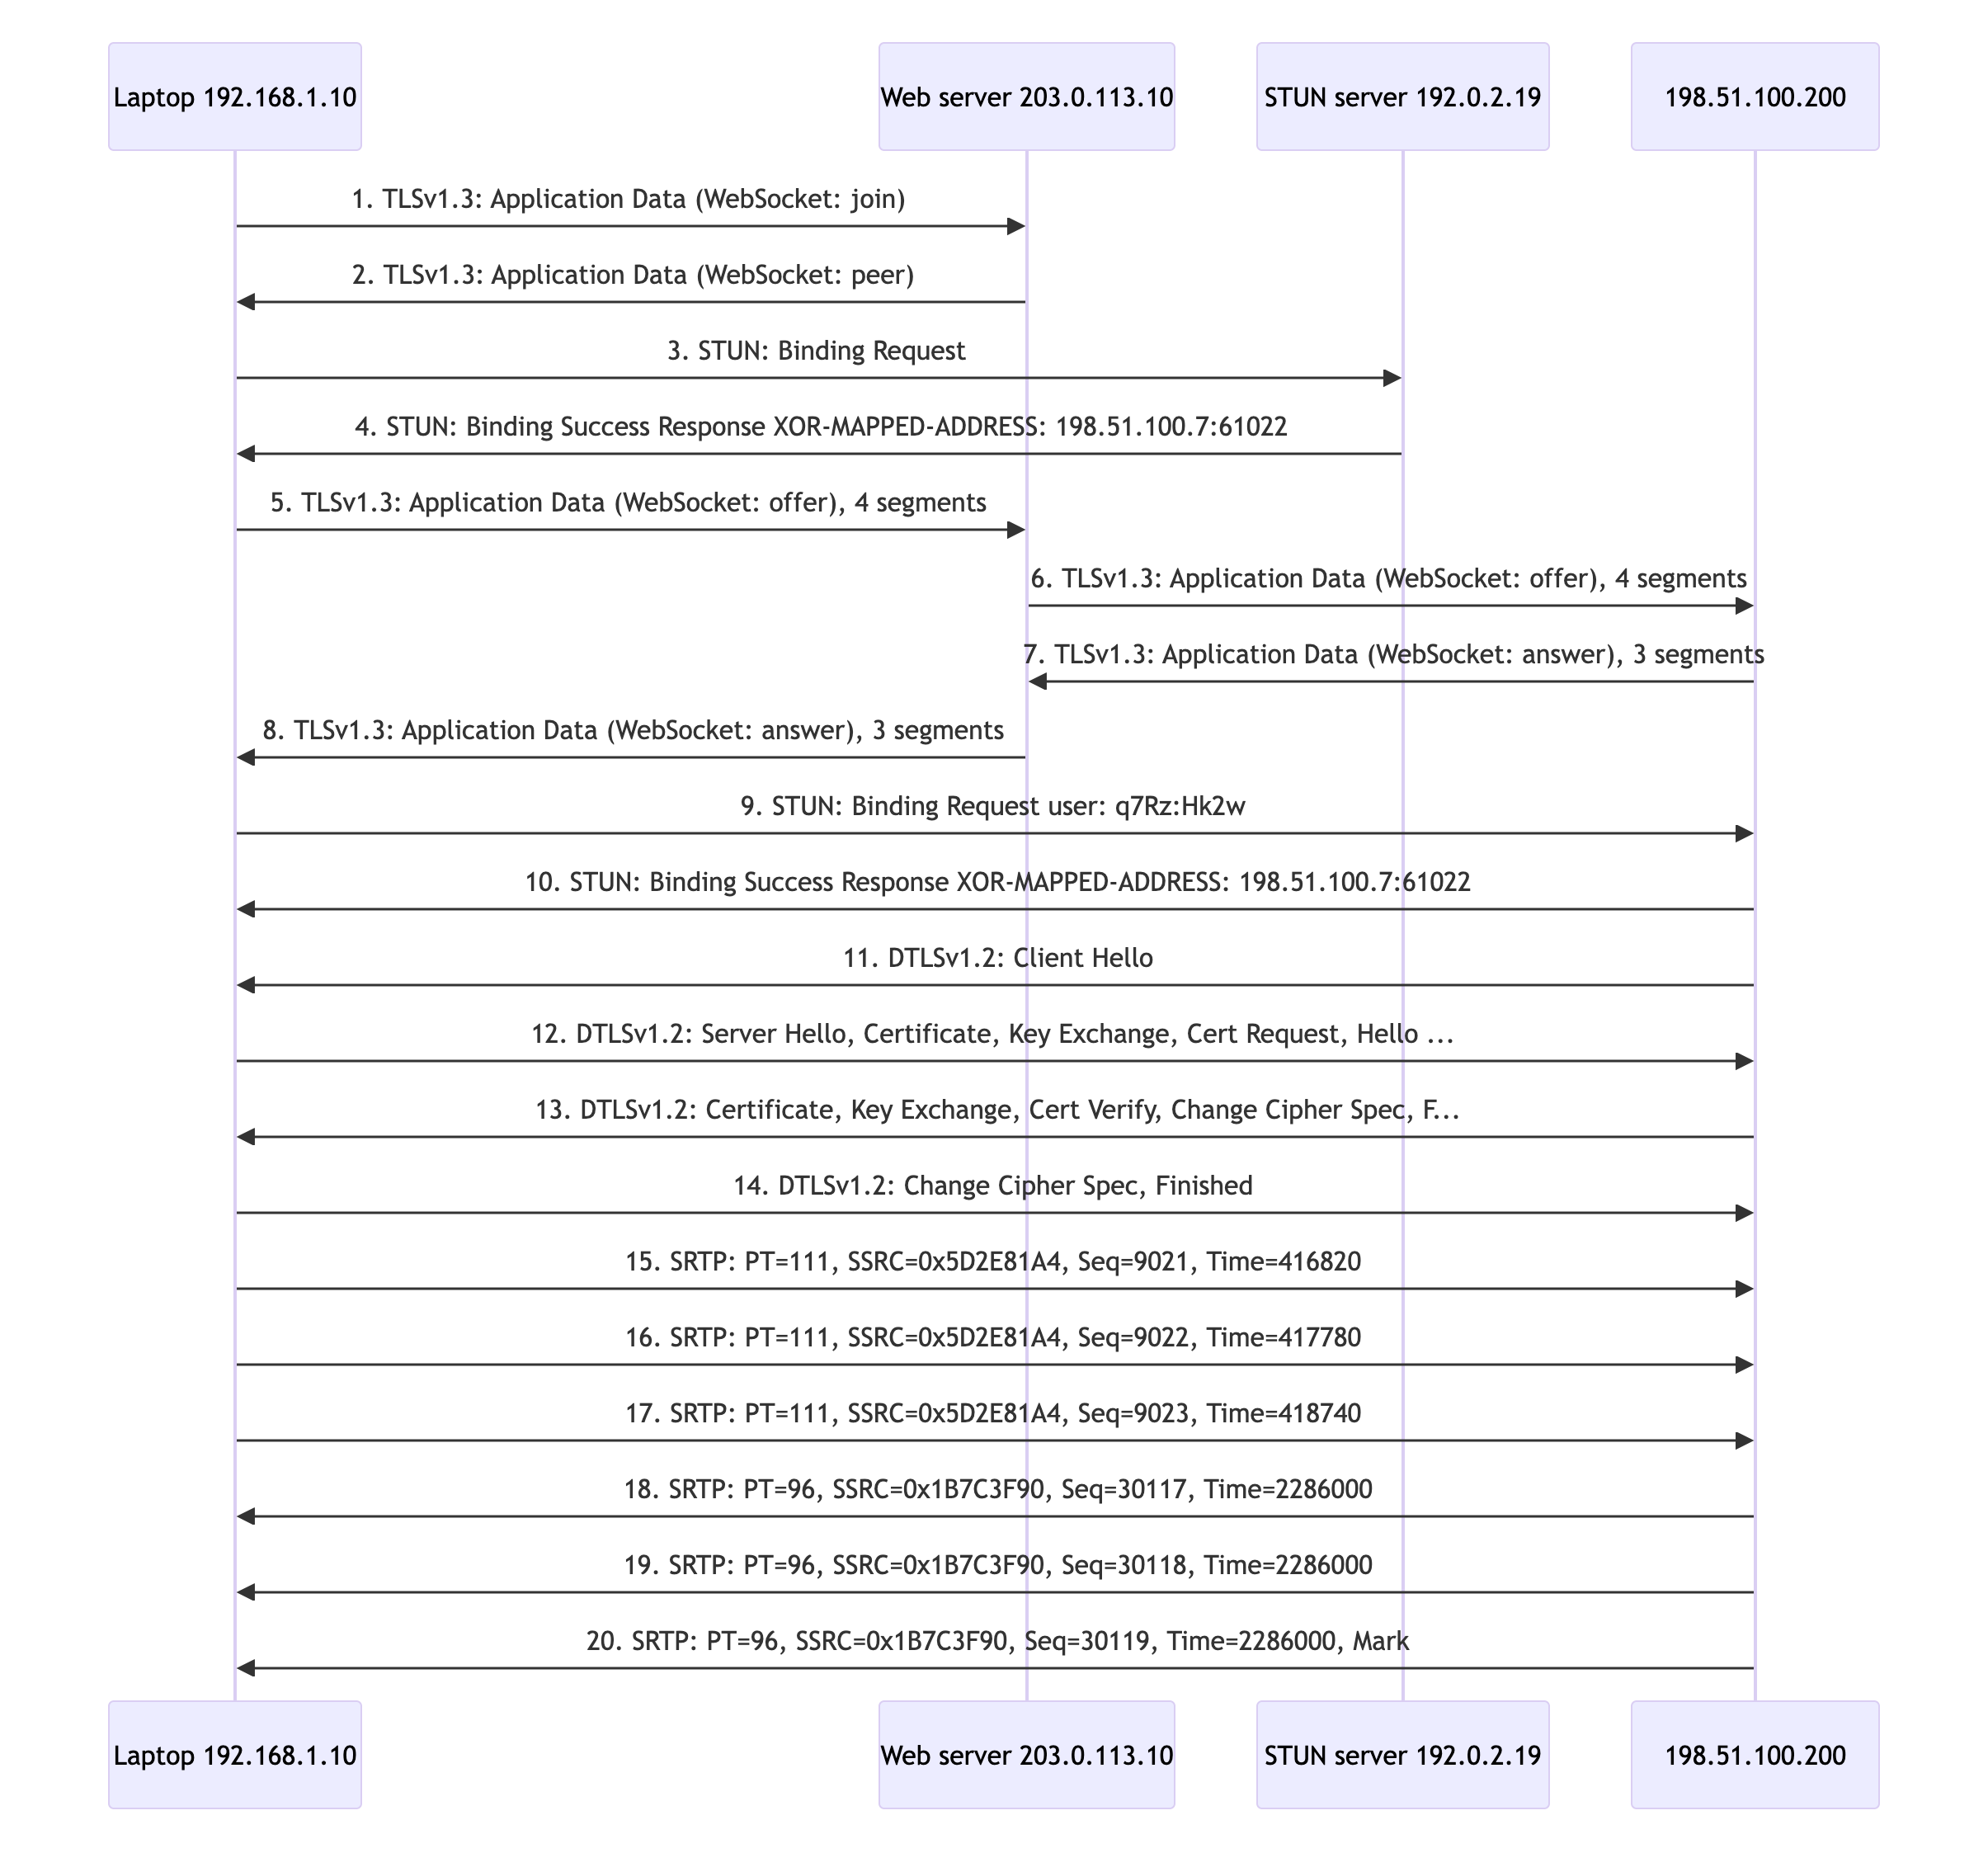 Laptop 192.168.1.10
Web server 203.0.113.10
STUN server 192.0.2.19
198.51.100.200
1. TLSv1.3: Application Data (WebSocket: join)
2. TLSv1.3: Application Data (WebSocket: peer)
3. STUN: Binding Request
4. STUN: Binding Success Response XOR-MAPPED-ADDRESS: 198.51.100.7:61022
5. TLSv1.3: Application Data (WebSocket: offer), 4 segments
6. TLSv1.3: Application Data (WebSocket: offer), 4 segments
7. TLSv1.3: Application Data (WebSocket: answer), 3 segments
8. TLSv1.3: Application Data (WebSocket: answer), 3 segments
9. STUN: Binding Request user: q7Rz:Hk2w
10. STUN: Binding Success Response XOR-MAPPED-ADDRESS: 198.51.100.7:61022
11. DTLSv1.2: Client Hello
12. DTLSv1.2: Server Hello, Certificate, Key Exchange, Cert Request, Hello ...
13. DTLSv1.2: Certificate, Key Exchange, Cert Verify, Change Cipher Spec, F...
14. DTLSv1.2: Change Cipher Spec, Finished
15. SRTP: PT=111, SSRC=0x5D2E81A4, Seq=9021, Time=416820
16. SRTP: PT=111, SSRC=0x5D2E81A4, Seq=9022, Time=417780
17. SRTP: PT=111, SSRC=0x5D2E81A4, Seq=9023, Time=418740
18. SRTP: PT=96, SSRC=0x1B7C3F90, Seq=30117, Time=2286000
19. SRTP: PT=96, SSRC=0x1B7C3F90, Seq=30118, Time=2286000
20. SRTP: PT=96, SSRC=0x1B7C3F90, Seq=30119, Time=2286000, Mark
Laptop 192.168.1.10
Web server 203.0.113.10
STUN server 192.0.2.19
198.51.100.200